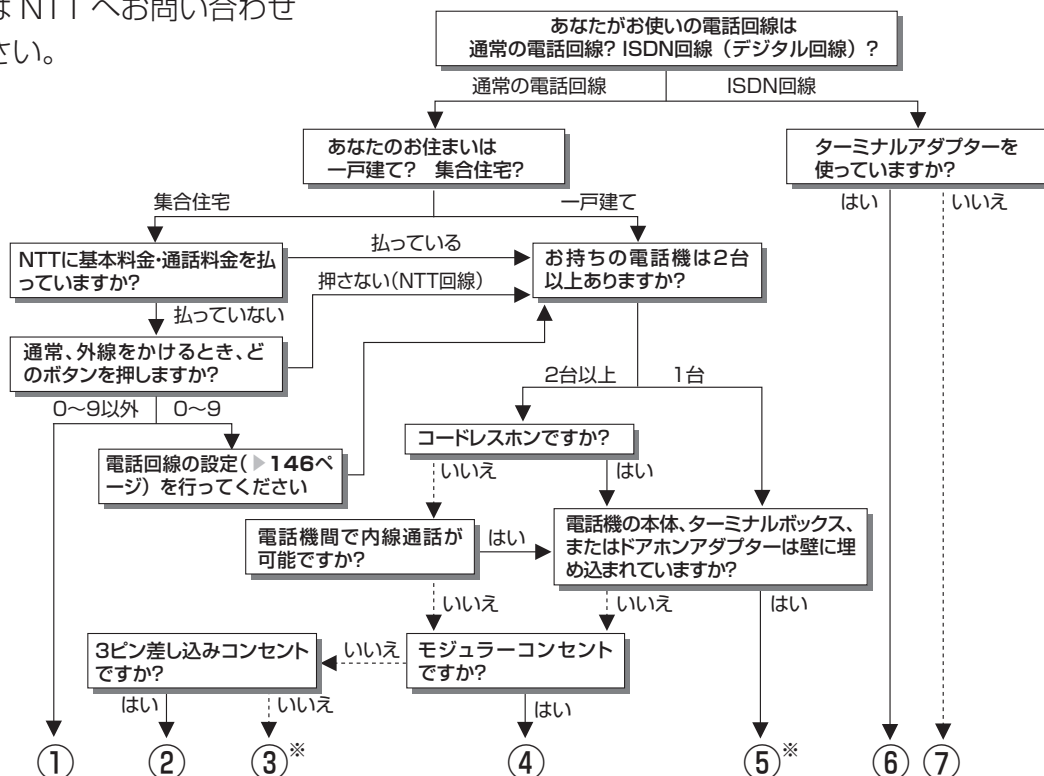 は NTT へお問い合わせ
さい。
あなたがお使いの電話回線は
通常の電話回線? ISDN回線（デジタル回線）?
通常の電話回線
ISDN回線
あなたのお住まいは
一戸建て?　集合住宅?
ターミナルアダプターを
使っていますか?
はい
いいえ
集合住宅
一戸建て
NTTに基本料金・通話料金を払
っていますか?
払っている
お持ちの電話機は2台
以上ありますか?
押さない(NTT回線)
払っていない
通常、外線をかけるとき、ど
のボタンを押しますか?
2台以上
1台
0〜9以外
0〜9
コードレスホンですか?
電話回線の設定(▶146ペ
ージ）を行ってください
いいえ
はい
電話機間で内線通話が
可能ですか?
はい
電話機の本体、ターミナルボックス、
またはドアホンアダプターは壁に埋
め込まれていますか?
いいえ
いいえ
はい
3ピン差し込みコンセント
ですか?
いいえ
モジュラーコンセント
ですか?
はい
いいえ
はい
①
②
③※
④
⑤※
⑥
⑦